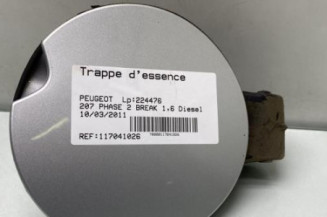 Trappe d'essence
PEUGEOT Lp:224476
207 PHASE 2 BREAK 1.6 Diesel
10/03/2011
REF:117041026